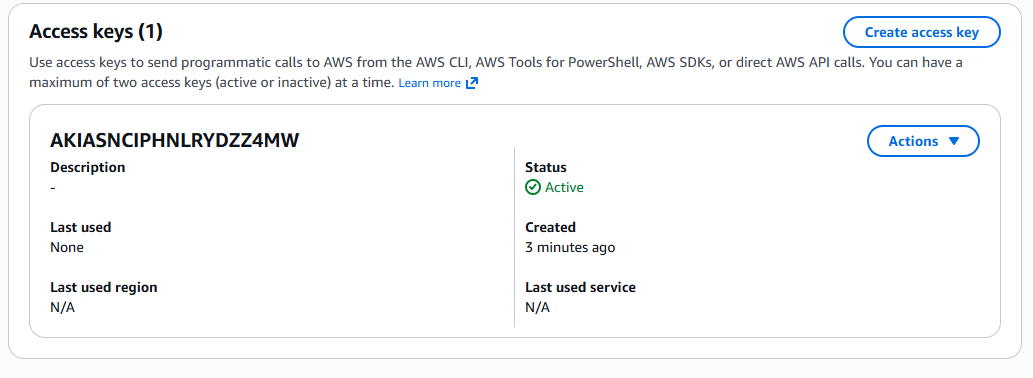 Access keys (1)
Create access key
Use access keys to send programmatic calls to AWS from the AWS CLI, AWS Tools for PowerShell, AWS SDKs, or direct AWS API calls. You can have a
maximum of two access keys (active or inactive) at a time. Learn more
AKIASNCIPHNLRYDZZ4MW
Actions
Description
-
Status
Active
Last used
None
Created
3 minutes ago
Last used region
N/A
Last used service
N/A